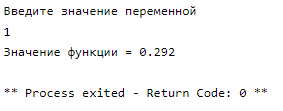 Введите значение переменной
1
Значение функции = 0.292
** Process exited - Return Code: 0 **